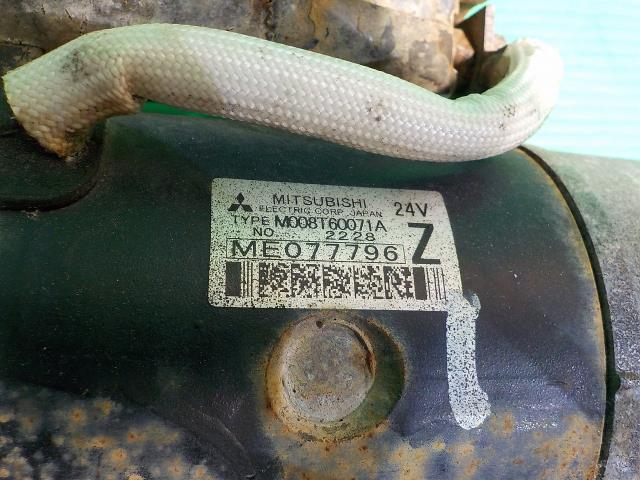 MITSUBISHI
ELECTRIC CORP. JAPAN 24V
TYPE M008T60071A
NO. 2228
ME077796 Z